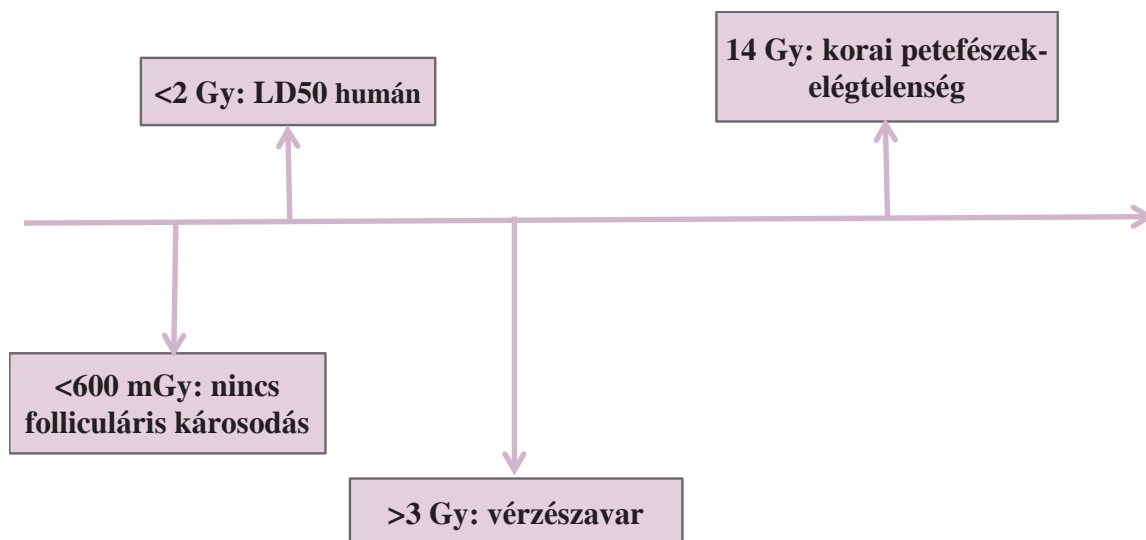 14 Gy: korai petefészek-
elégtelenség
<2 Gy: LD50 humán
<600 mGy: nincs
folliculáris károsodás
>3 Gy: vérzészavar